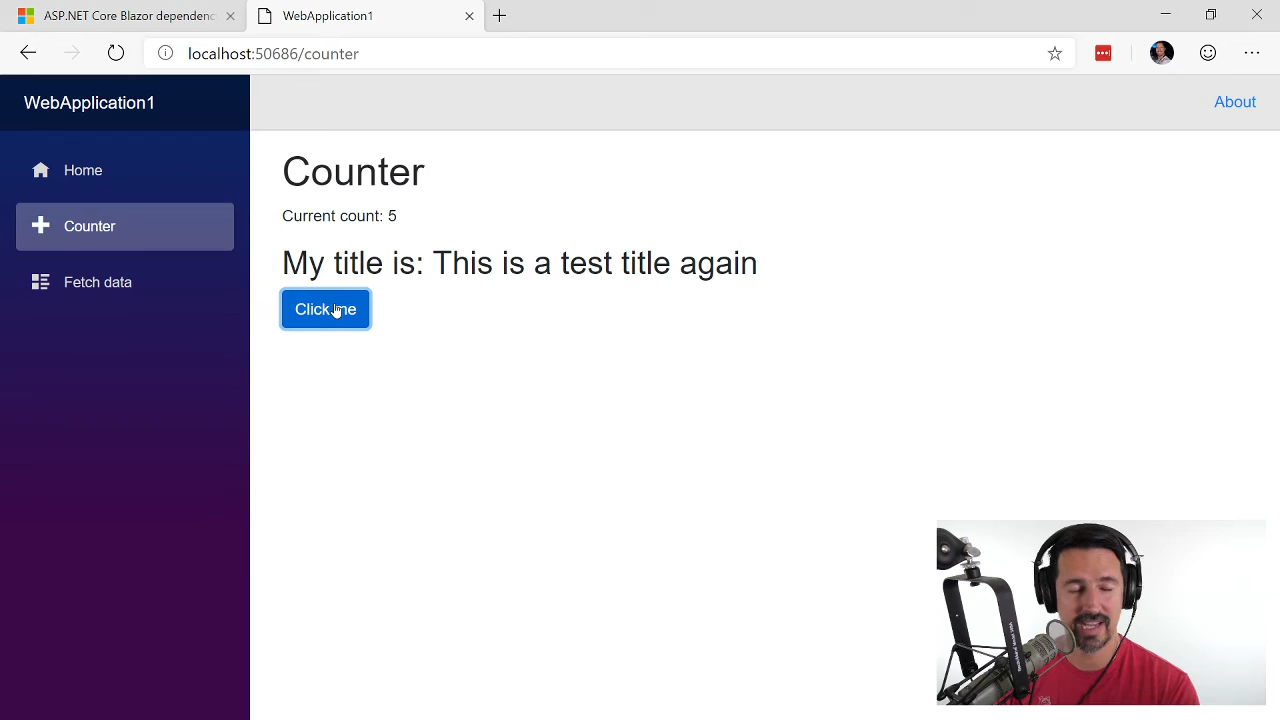 ASP.NET Core Blazor dependenc
WebApplication1
localhost:50686/counter
WebApplication1
About
Home
Counter
Fetch data
Counter
Current count: 5
My title is: This is a test title again
Click me